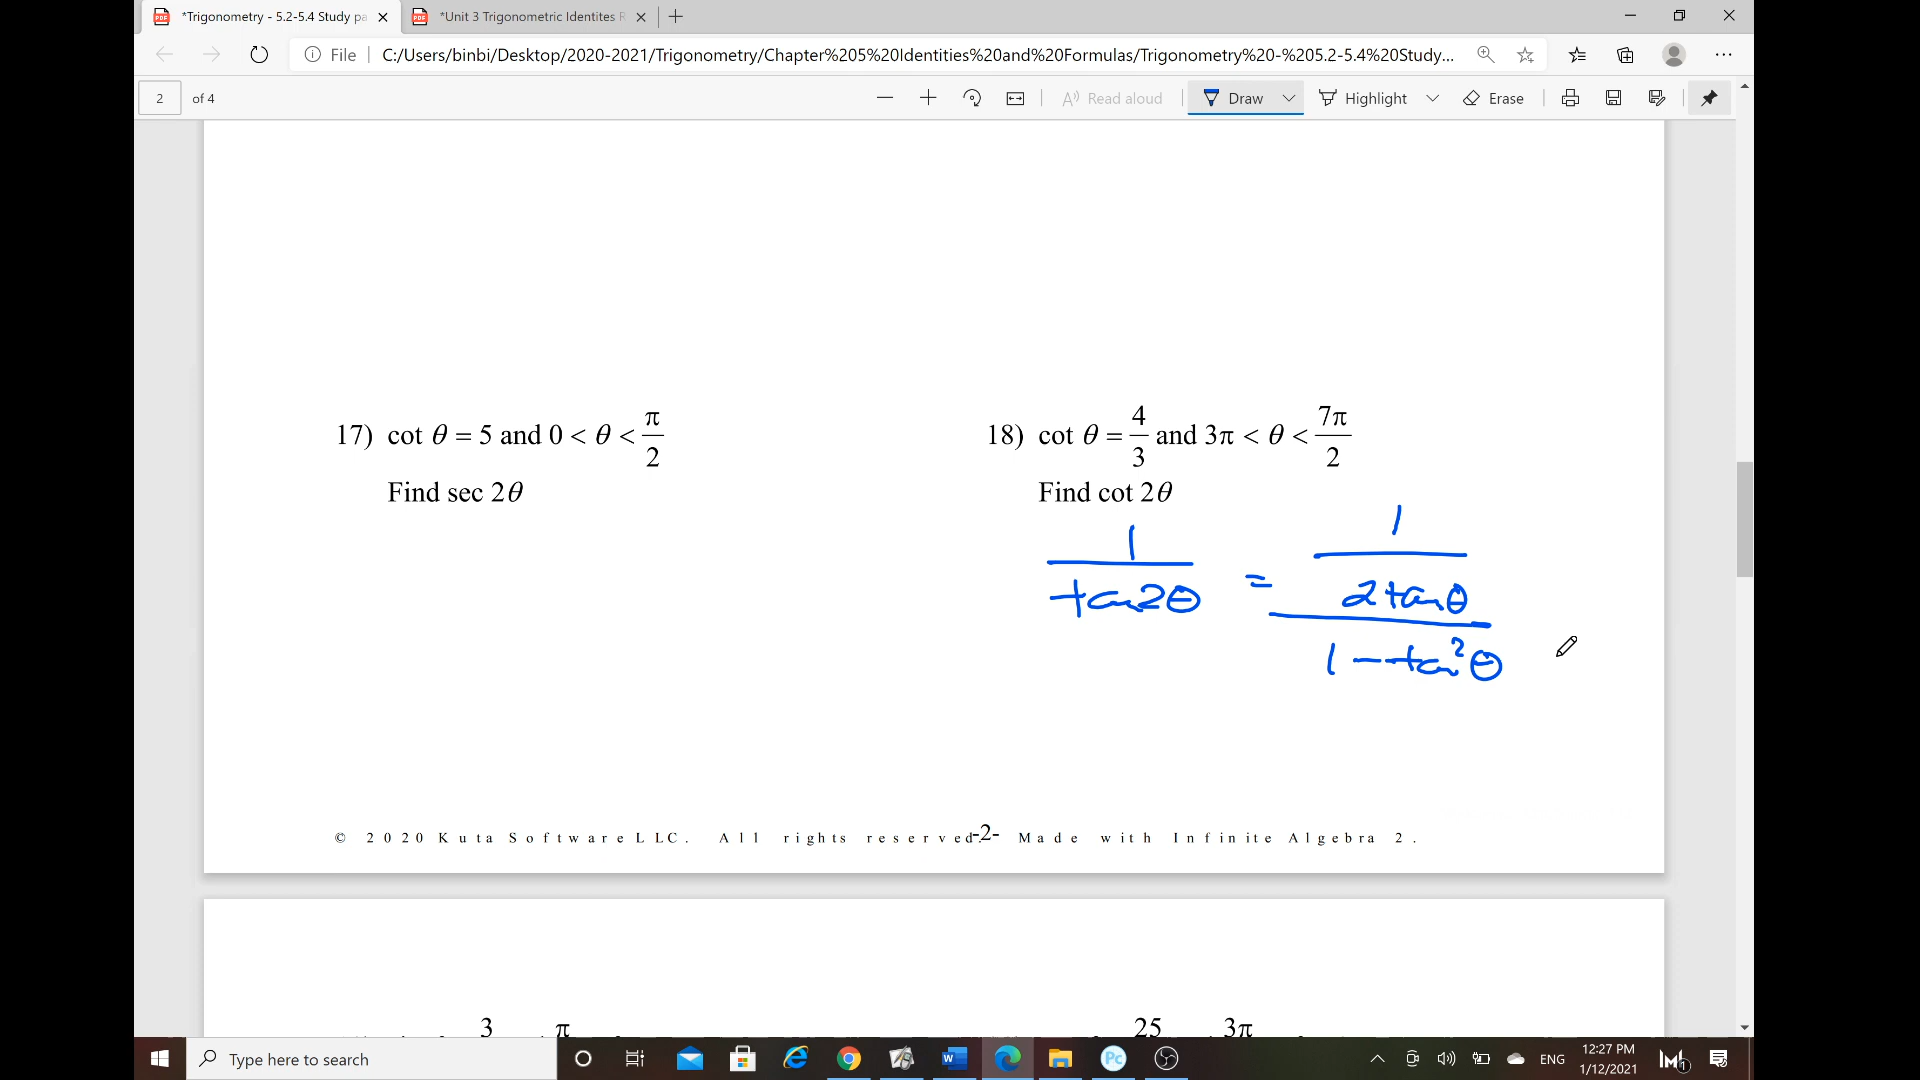 *Trigonometry - 5.2-5.4 Study pa
*Unit 3 Trigonometric Identites R
File
C:/Users/binbi/Desktop/2020-2021/Trigonometry/Chapter%205%20Identities%20and%20Formulas/Trigonometry%20-%205.2-5.4%20Study...
2 of 4
Read aloud
Draw
Highlight
Erase
17) cot θ = 5 and 0 < θ < π/2
Find sec 2θ
18) cot θ = 4/3 and 3π < θ < 7π/2
Find cot 2θ
1/tan2θ = 1/(2tanθ/(1-tan²θ))
© 2020 Kuta Software LLC. All rights reserved. -2- Made with Infinite Algebra 2.
3 π
25 3π
Type here to search
ENG
12:27 PM
1/12/2021